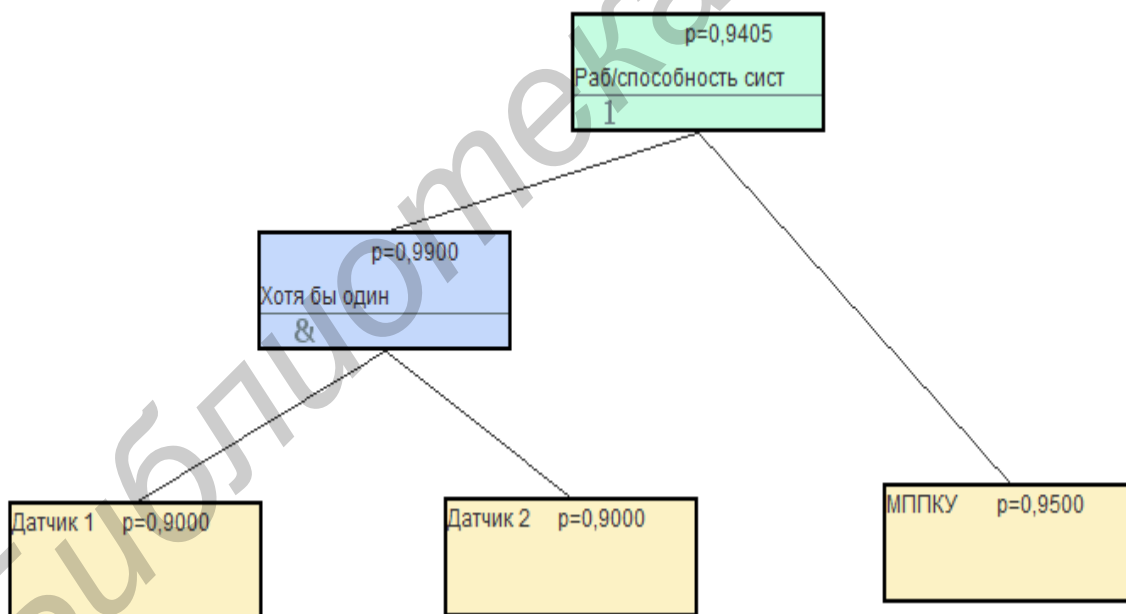 p=0,9405
Раб/способность сист
1
p=0,9900
Хотя бы один
&
Датчик 1 p=0,9000
Датчик 2 p=0,9000
МППКУ p=0,9500
Библиотека